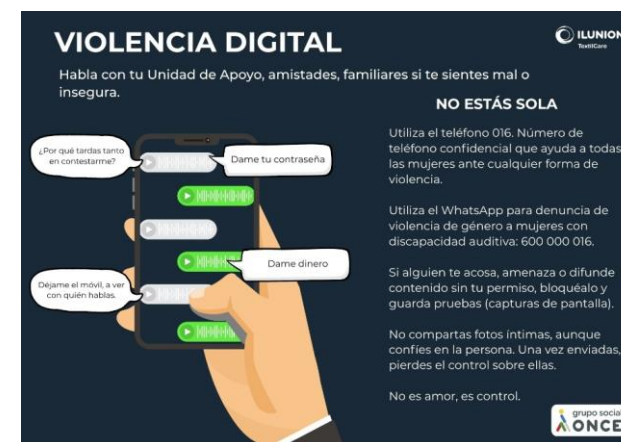 VIOLENCIA DIGITAL
ILUNION
TextilCare
Habla con tu Unidad de Apoyo, amistades, familiares si te sientes mal o
insegura.
¿Por qué tardas tanto
en contestarme?
Dame tu contraseña
Dame dinero
Déjame el móvil, a ver
con quién hablas.
NO ESTÁS SOLA
Utiliza el teléfono 016. Número de
teléfono confidencial que ayuda a todas
las mujeres ante cualquier forma de
violencia.
Utiliza el WhatsApp para denuncia de
violencia de género a mujeres con
discapacidad auditiva: 600 000 016.
Si alguien te acosa, amenaza o difunde
contenido sin tu permiso, bloquéalo y
guarda pruebas (capturas de pantalla).
No compartas fotos íntimas, aunque
confíes en la persona. Una vez enviadas,
pierdes el control sobre ellas.
No es amor, es control.
grupo social
ONCE